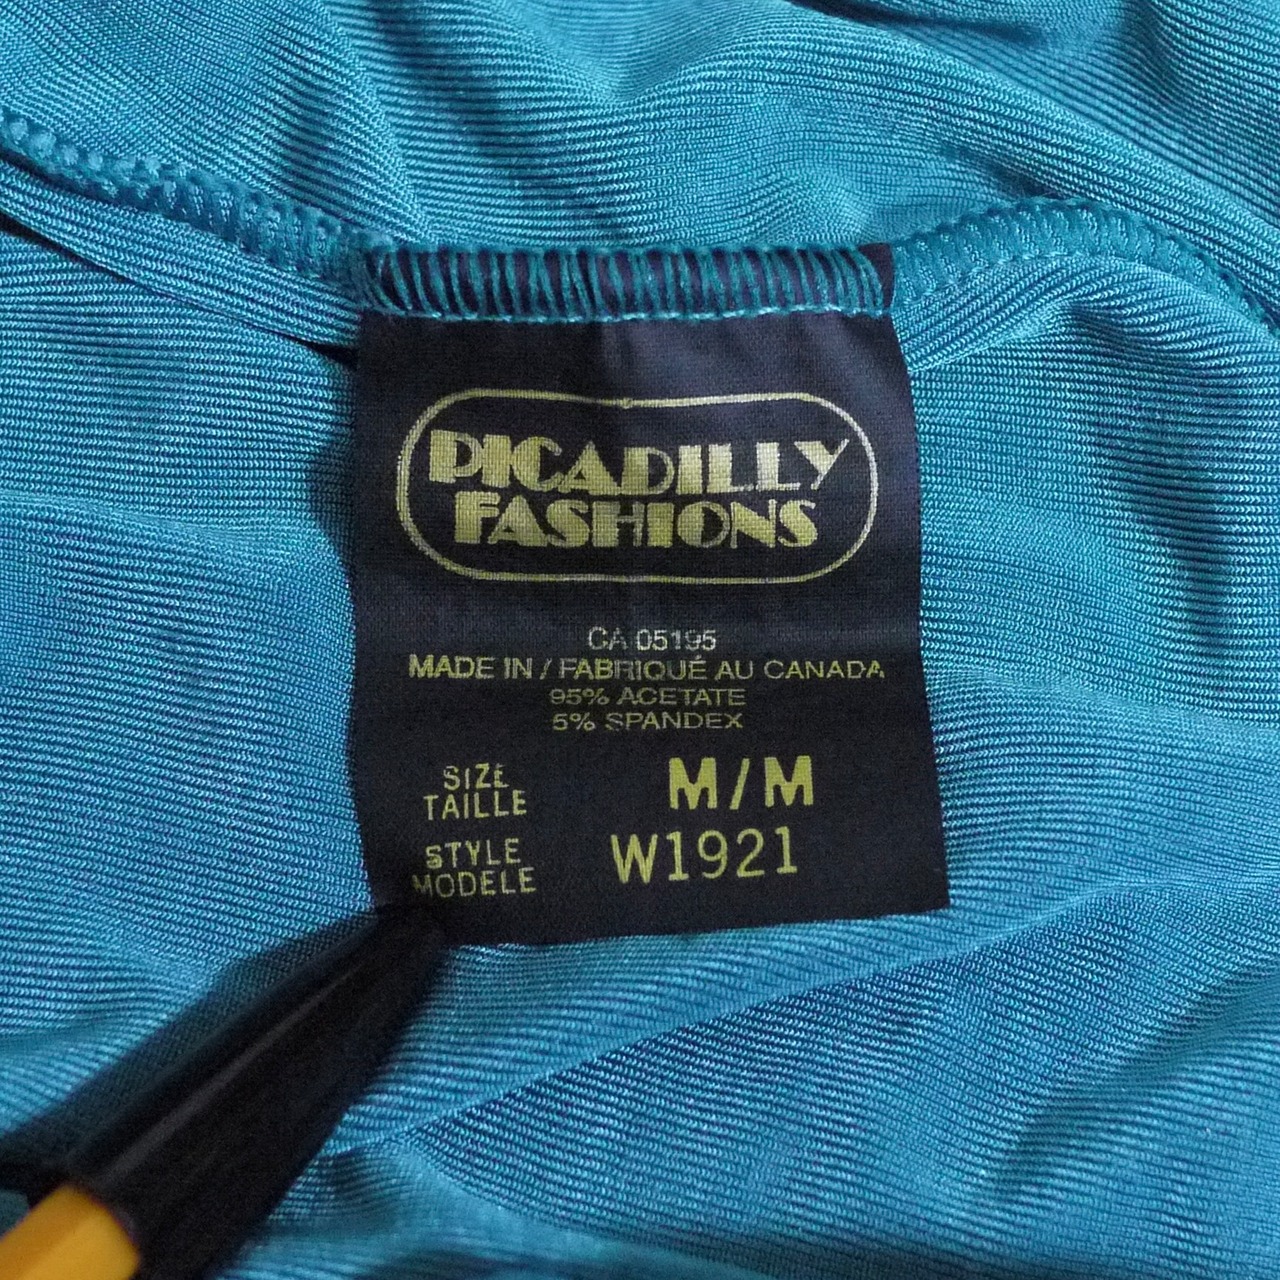 PICADILLY
FASHIONS
CA 05195
MADE IN / FABRIQUÉ AU CANADA
95% ACETATE
5% SPANDEX
SIZE
TAILLE
M/M
STYLE
MODELE
W1921